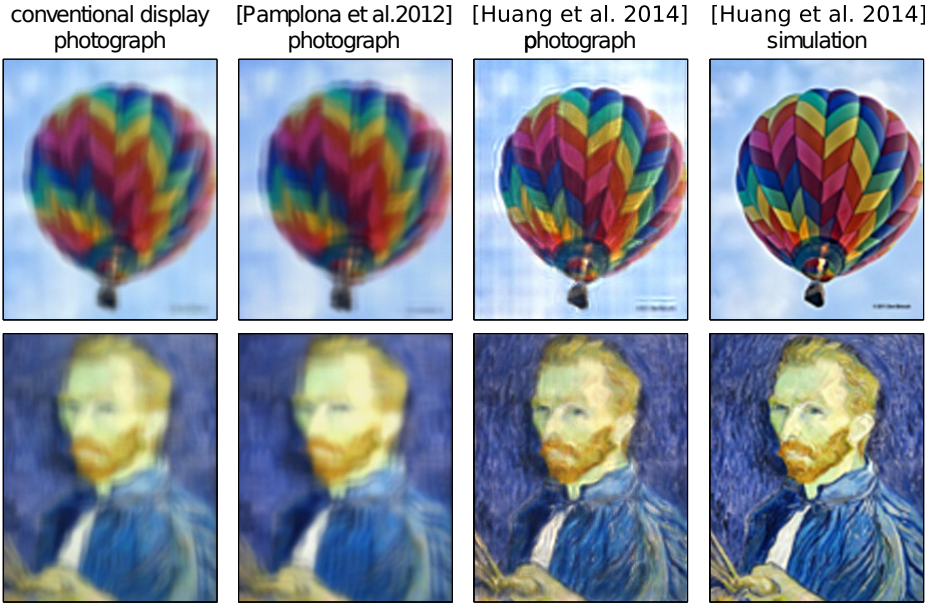 conventional display
photograph
[Pamplona et al.2012]
photograph
[Huang et al. 2014]
photograph
[Huang et al. 2014]
simulation